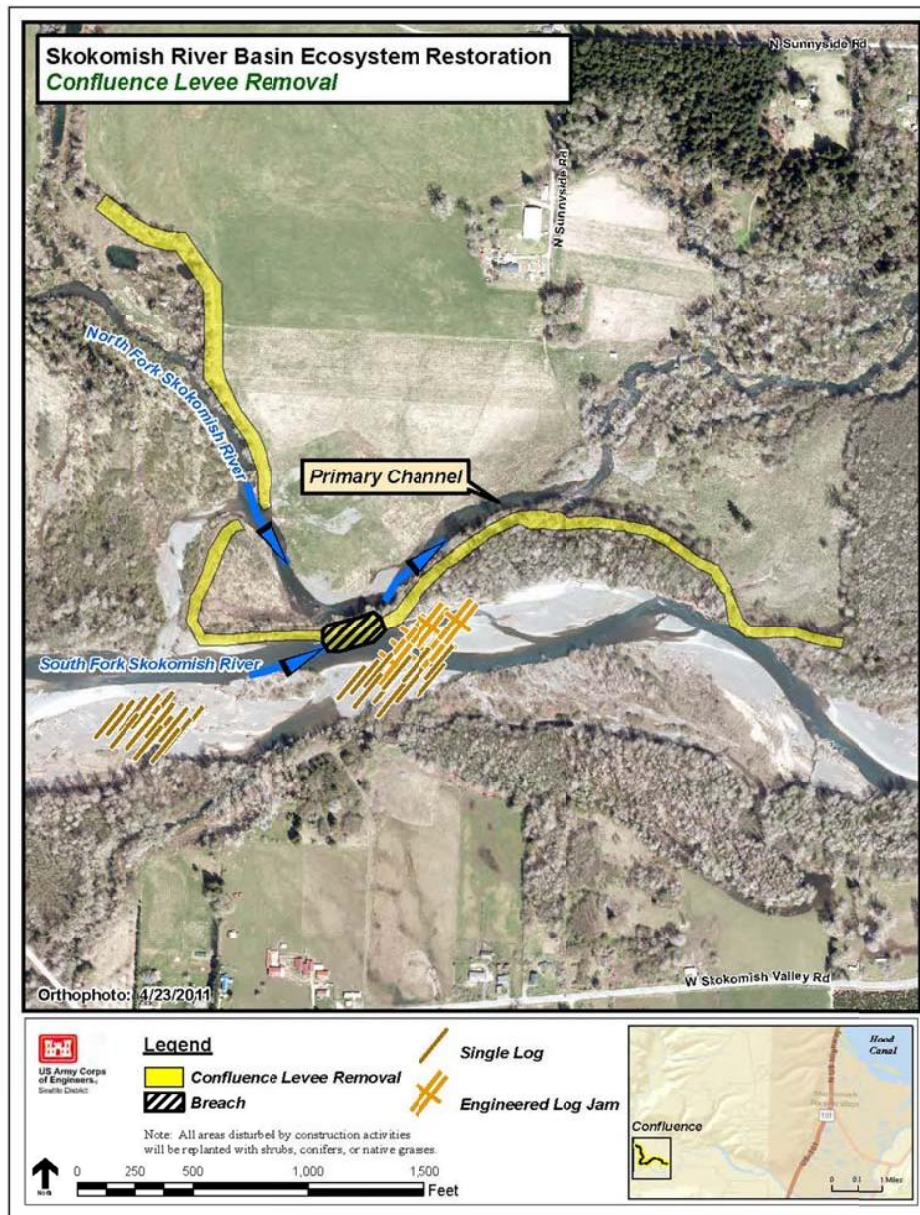 Skokomish River Basin Ecosystem Restoration
Confluence Levee Removal
N Sunnyside Rd
N Sunnyside Rd
North Fork Skokomish River
Primary Channel
South Fork Skokomish River
W Skokomish Valley Rd
Orthophoto: 4/23/2011
US Army Corps
of Engineers.
Seattle District
Legend
Confluence Levee Removal
Breach
Single Log
Engineered Log Jam
Note: All areas disturbed by construction activities
will be replanted with shrubs, conifers, or native grasses.
North
0 250 500 1,000 1,500
Feet
Hood
Canal
N US Highway
101
Confluence
0 0.1 1 Miles